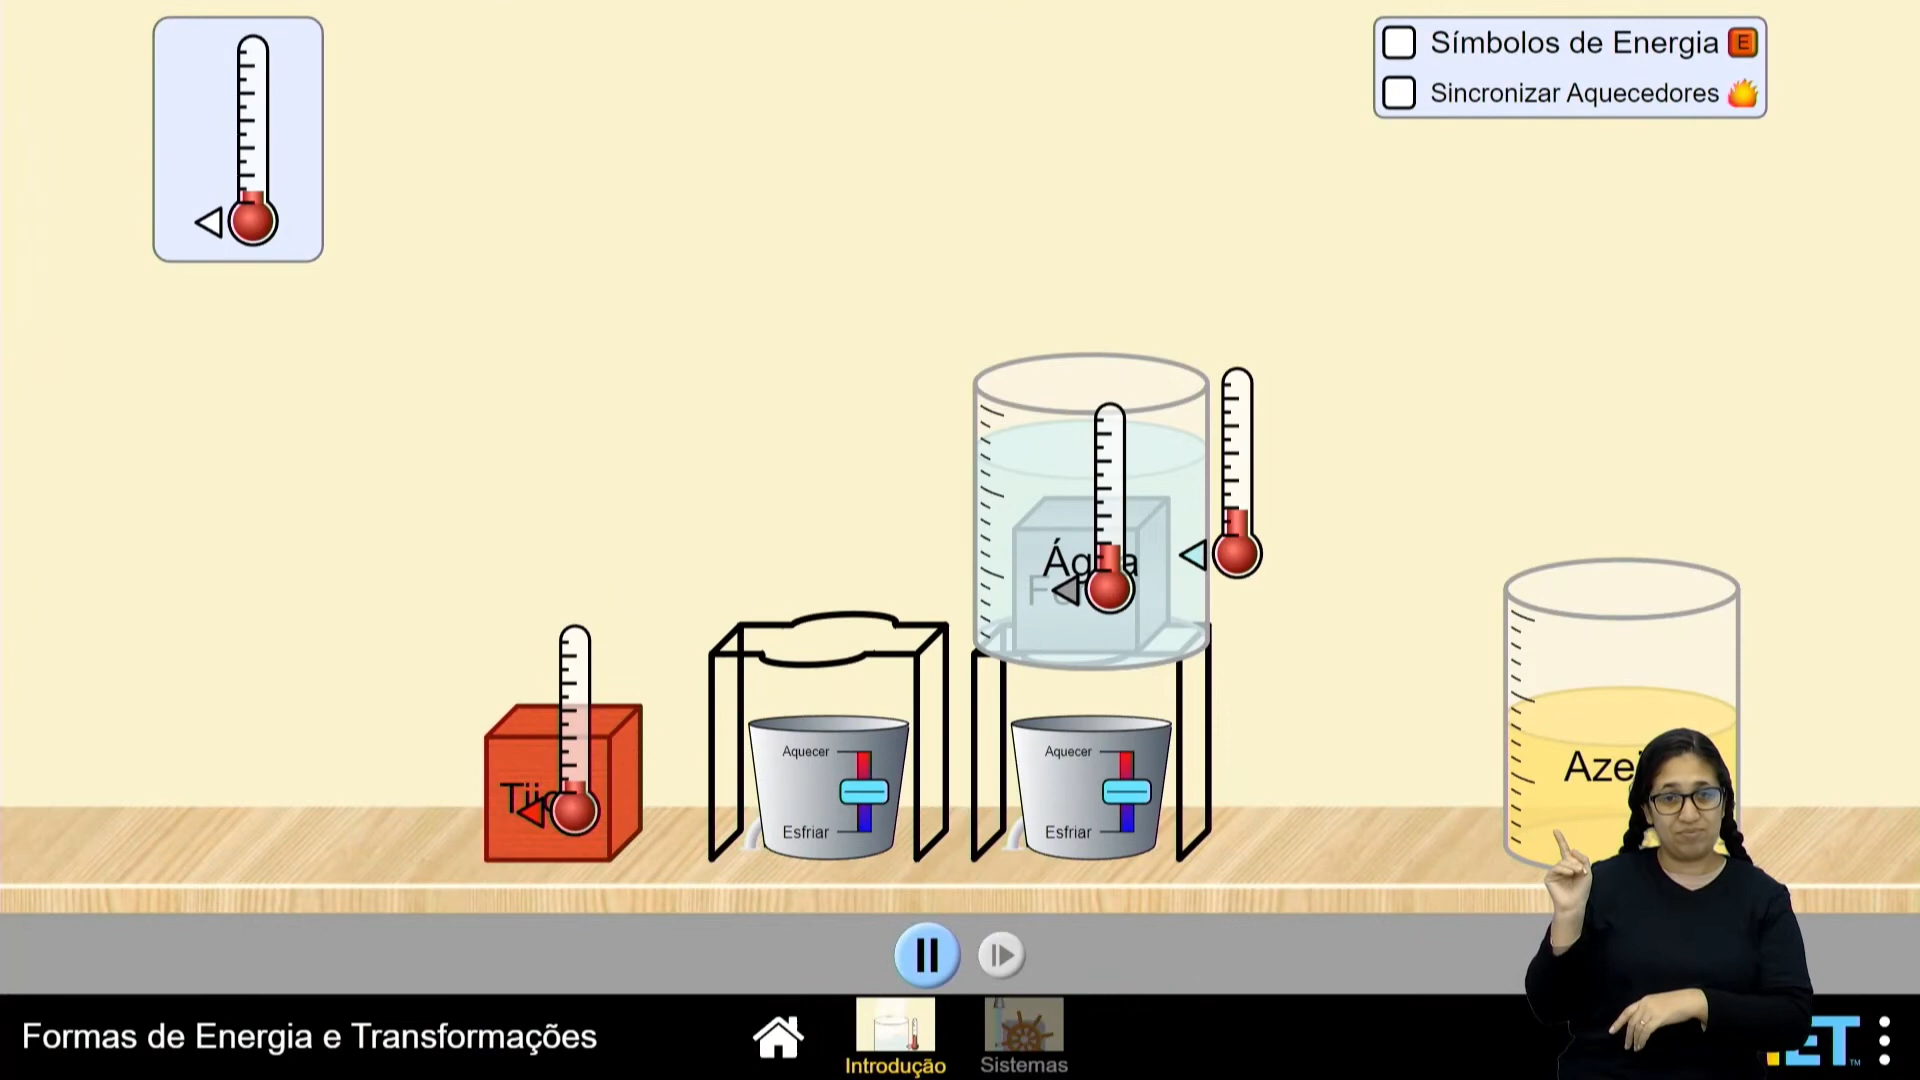 Símbolos de Energia E
Sincronizar Aquecedores
Aquecer
Esfriar
Aquecer
Esfriar
Formas de Energia e Transformações
Introdução
Sistemas